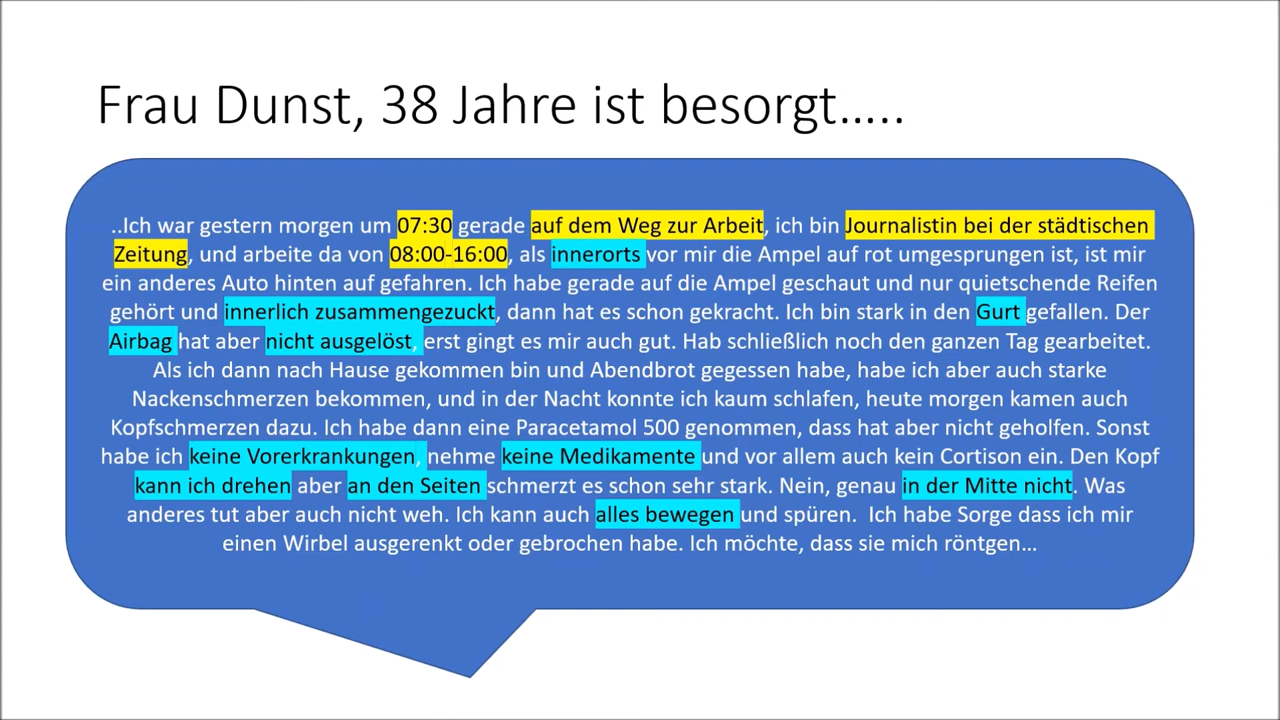 Frau Dunst, 38 Jahre ist besorgt…..
..Ich war gestern morgen um 07:30 gerade auf dem Weg zur Arbeit, ich bin Journalistin bei der städtischen
Zeitung, und arbeite da von 08:00-16:00, als innerorts vor mir die Ampel auf rot umgesprungen ist, ist mir
ein anderes Auto hinten auf gefahren. Ich habe gerade auf die Ampel geschaut und nur quietschende Reifen
gehört und innerlich zusammengezuckt, dann hat es schon gekracht. Ich bin stark in den Gurt gefallen. Der
Airbag hat aber nicht ausgelöst, erst gingt es mir auch gut. Hab schließlich noch den ganzen Tag gearbeitet.
Als ich dann nach Hause gekommen bin und Abendbrot gegessen habe, habe ich aber auch starke
Nackenschmerzen bekommen, und in der Nacht konnte ich kaum schlafen, heute morgen kamen auch
Kopfschmerzen dazu. Ich habe dann eine Paracetamol 500 genommen, dass hat aber nicht geholfen. Sonst
habe ich keine Vorerkrankungen, nehme keine Medikamente und vor allem auch kein Cortison ein. Den Kopf
kann ich drehen aber an den Seiten schmerzt es schon sehr stark. Nein, genau in der Mitte nicht. Was
anderes tut aber auch nicht weh. Ich kann auch alles bewegen und spüren. Ich habe Sorge dass ich mir
einen Wirbel ausgerenkt oder gebrochen habe. Ich möchte, dass sie mich röntgen…